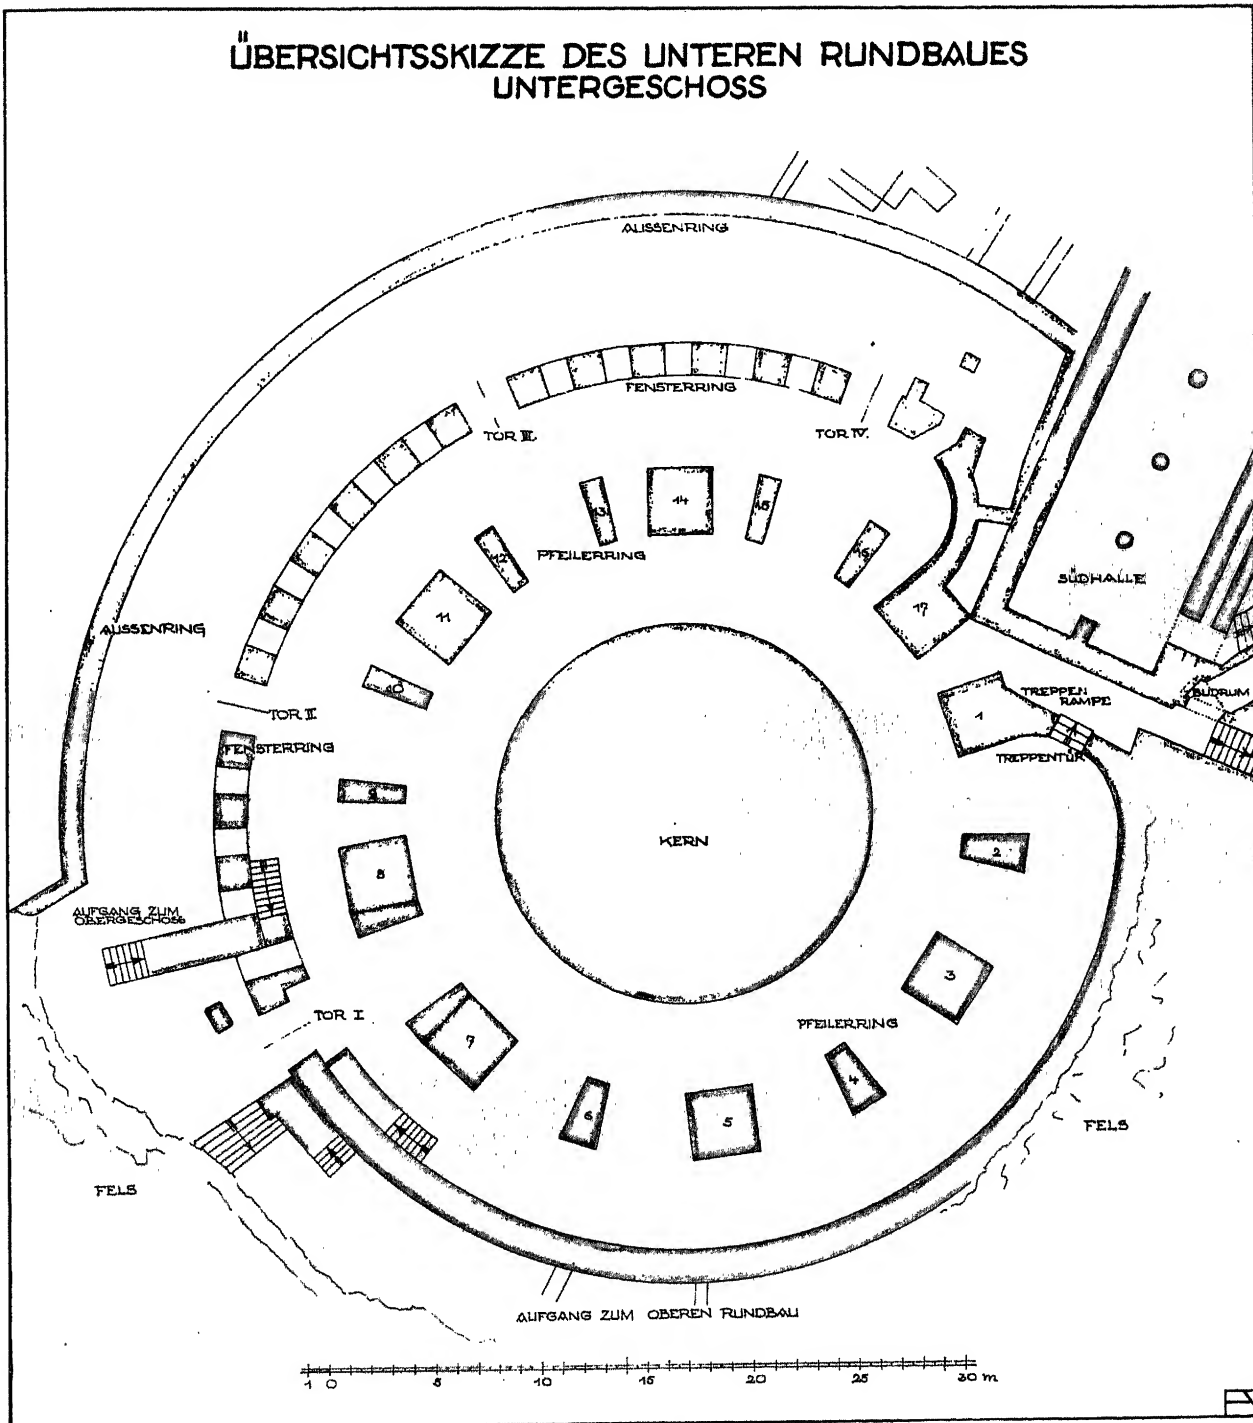 ÜBERSICHTSSKIZZE DES UNTEREN RUNDBAUES
UNTERGESCHOSS
AUSSENRING
FENSTERRING
TOR III.
TOR IV.
14
13
15
12
PFEILERRING
16
SÜDHALLE
11
17
AUSSENRING
10
TREPPEN
RAMPE
BUDRUM
1
TOR II
FENSTERRING
TREPPENTÜR
9
KERN
2
8
AUFGANG ZUM
OBERGESCHOSS
3
TOR I
PFEILERRING
7
4
6
5
FELS
FELS
AUFGANG ZUM OBEREN RUNDBAU
1 0 5 10 15 20 25 30 m